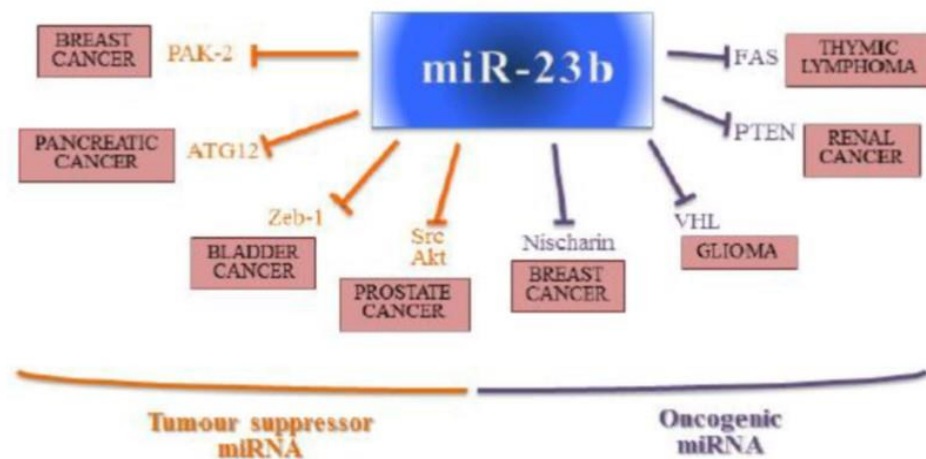 miR-23b
BREAST
CANCER
PAK-2
PANCREATIC
CANCER
ATG12
Zeb-1
BLADDER
CANCER
Src
Akt
PROSTATE
CANCER
Nischarin
BREAST
CANCER
VHL
GLIOMA
PTEN
RENAL
CANCER
FAS
THYMIC
LYMPHOMA
Tumour suppressor
miRNA
Oncogenic
miRNA